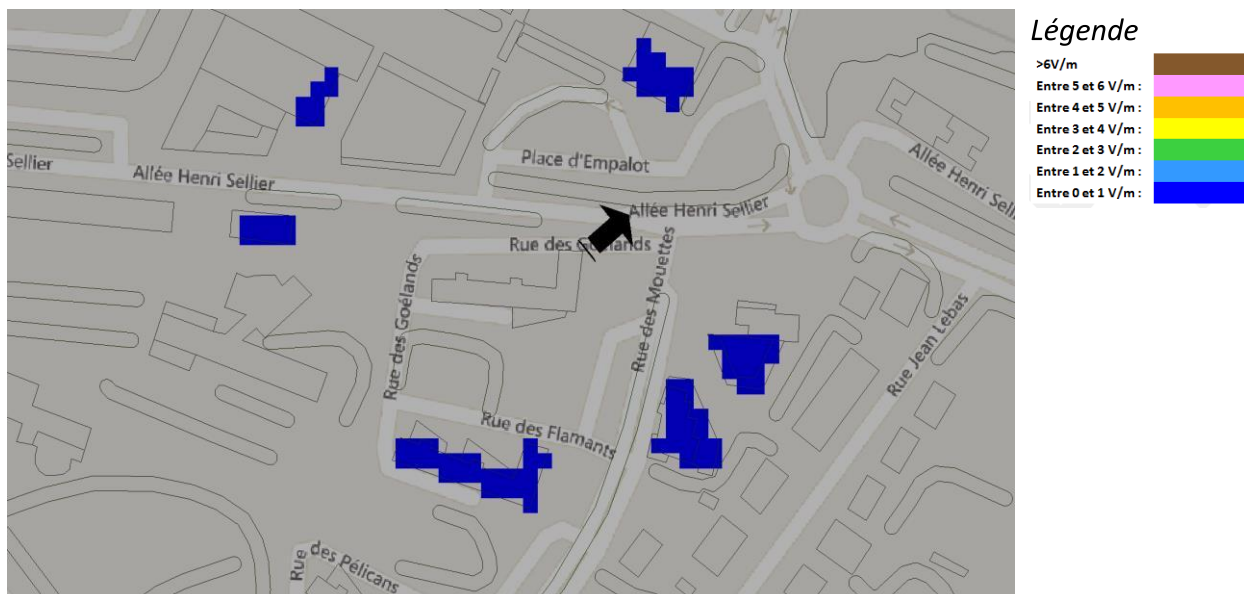 Légende
>6V/m
Entre 5 et 6 V/m :
Entre 4 et 5 V/m :
Entre 3 et 4 V/m :
Entre 2 et 3 V/m :
Entre 1 et 2 V/m :
Entre 0 et 1 V/m :
Sellier
Allée Henri Sellier
Place d'Empalot
Allée Henri Sellier
Allée Henri Selli
Rue des Goélands
Rue des Goélands
Rue des Mouettes
Rue Jean Lebas
Rue des Flamants
Rue des Pélicans